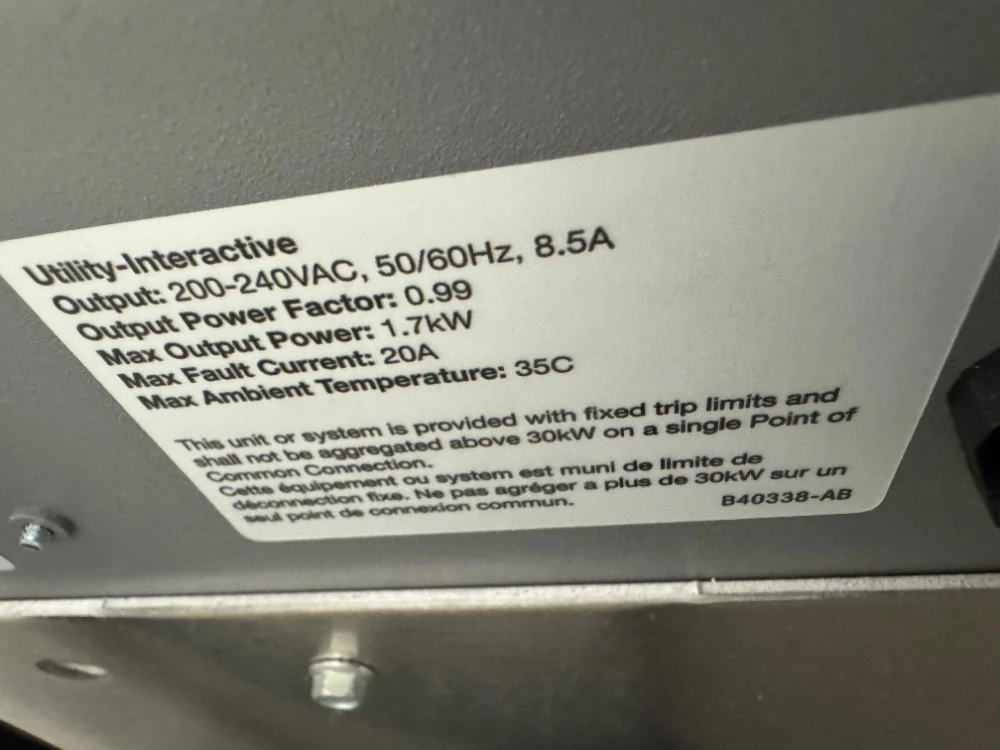 Utility-Interactive
Output: 200-240VAC, 50/60Hz, 8.5A
Output Power Factor: 0.99
Max Output Power: 1.7kW
Max Fault Current: 20A
Max Ambient Temperature: 35C
This unit or system is provided with fixed trip limits and
shall not be aggregated above 30kW on a single Point of
Common Connection.
Cette équipement ou système est muni de limite de
déconnection fixe. Ne pas agréger a plus de 30kW sur un
seul point de connexion commun.
B40338-AB